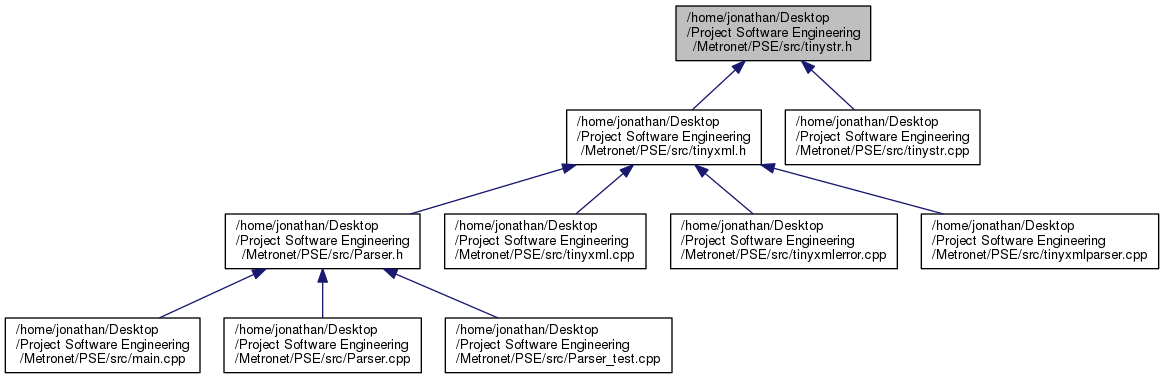 /home/jonathan/Desktop
/Project Software Engineering
/Metronet/PSE/src/tinystr.h
/home/jonathan/Desktop
/Project Software Engineering
/Metronet/PSE/src/tinyxml.h
/home/jonathan/Desktop
/Project Software Engineering
/Metronet/PSE/src/tinystr.cpp
/home/jonathan/Desktop
/Project Software Engineering
/Metronet/PSE/src/Parser.h
/home/jonathan/Desktop
/Project Software Engineering
/Metronet/PSE/src/tinyxml.cpp
/home/jonathan/Desktop
/Project Software Engineering
/Metronet/PSE/src/tinyxmlerror.cpp
/home/jonathan/Desktop
/Project Software Engineering
/Metronet/PSE/src/tinyxmlparser.cpp
/home/jonathan/Desktop
/Project Software Engineering
/Metronet/PSE/src/main.cpp
/home/jonathan/Desktop
/Project Software Engineering
/Metronet/PSE/src/Parser.cpp
/home/jonathan/Desktop
/Project Software Engineering
/Metronet/PSE/src/Parser_test.cpp